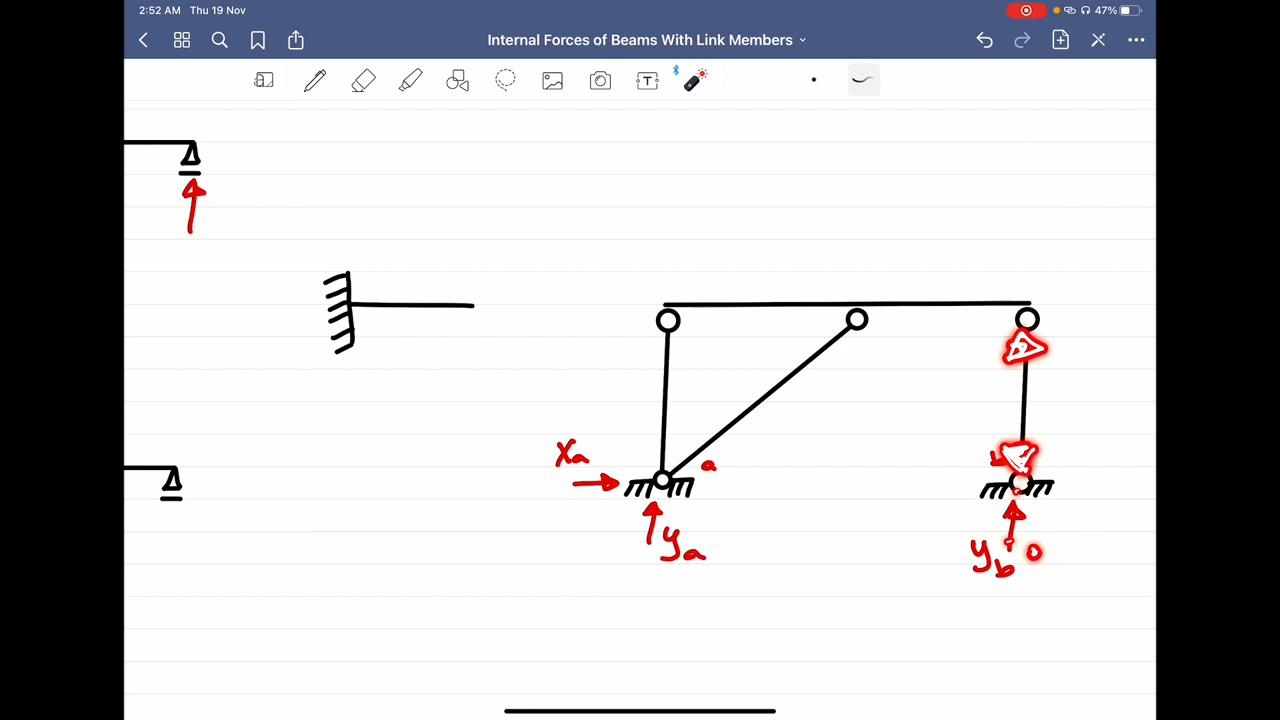 2:52 AM Thu 19 Nov
47%
Internal Forces of Beams With Link Members
T
Xa
a
ya
b
yb